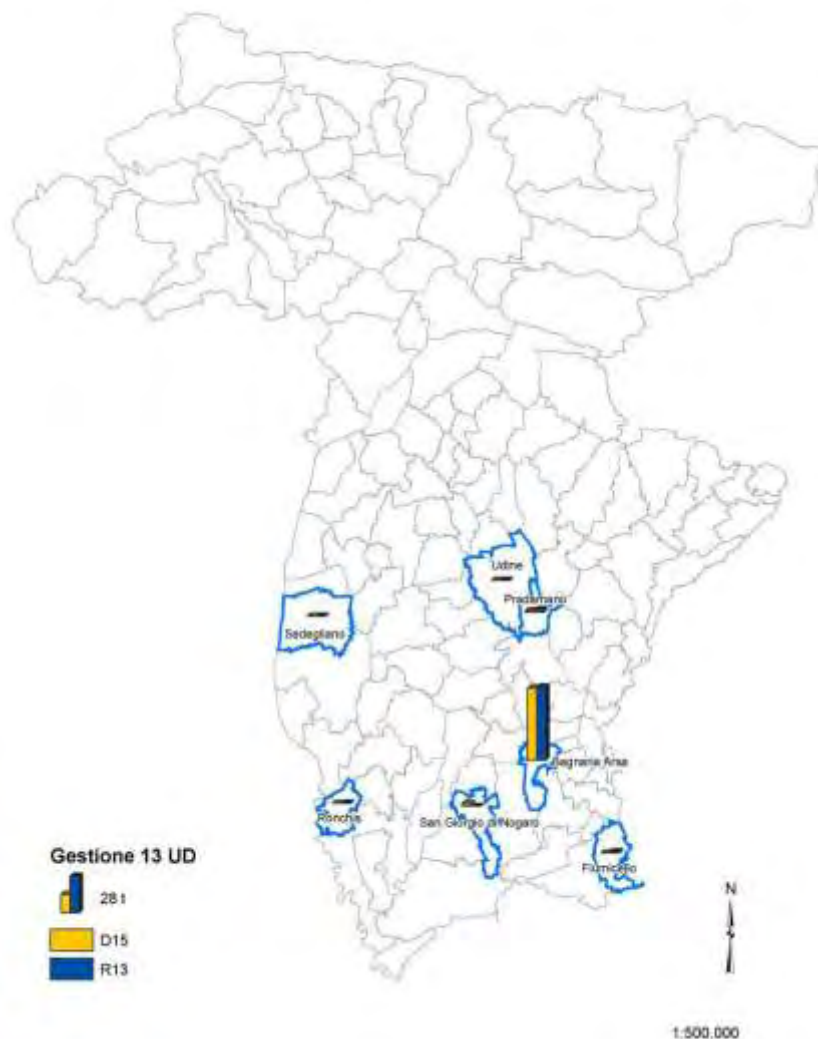 Udine
Pradamano
Sedegliano
Bagnaria Arsa
Ronchis
San Giorgio di Nogaro
Fiumicello
Gestione 13 UD
28 t
D15
R13
N
1:500.000